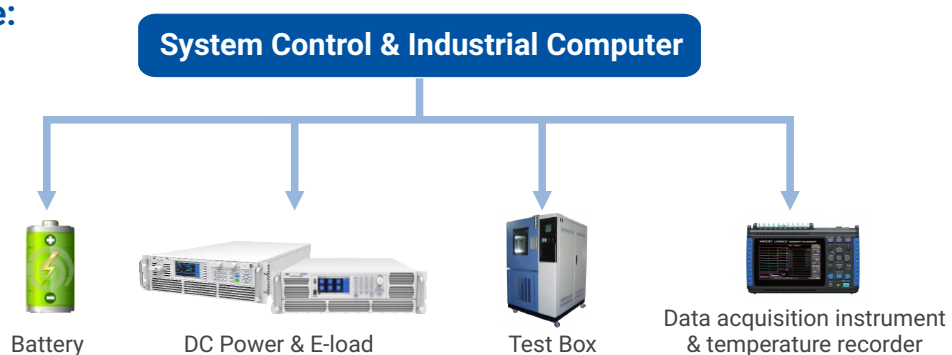 e:
System Control & Industrial Computer
Battery
DC Power & E-load
Test Box
Data acquisition instrument
& temperature recorder